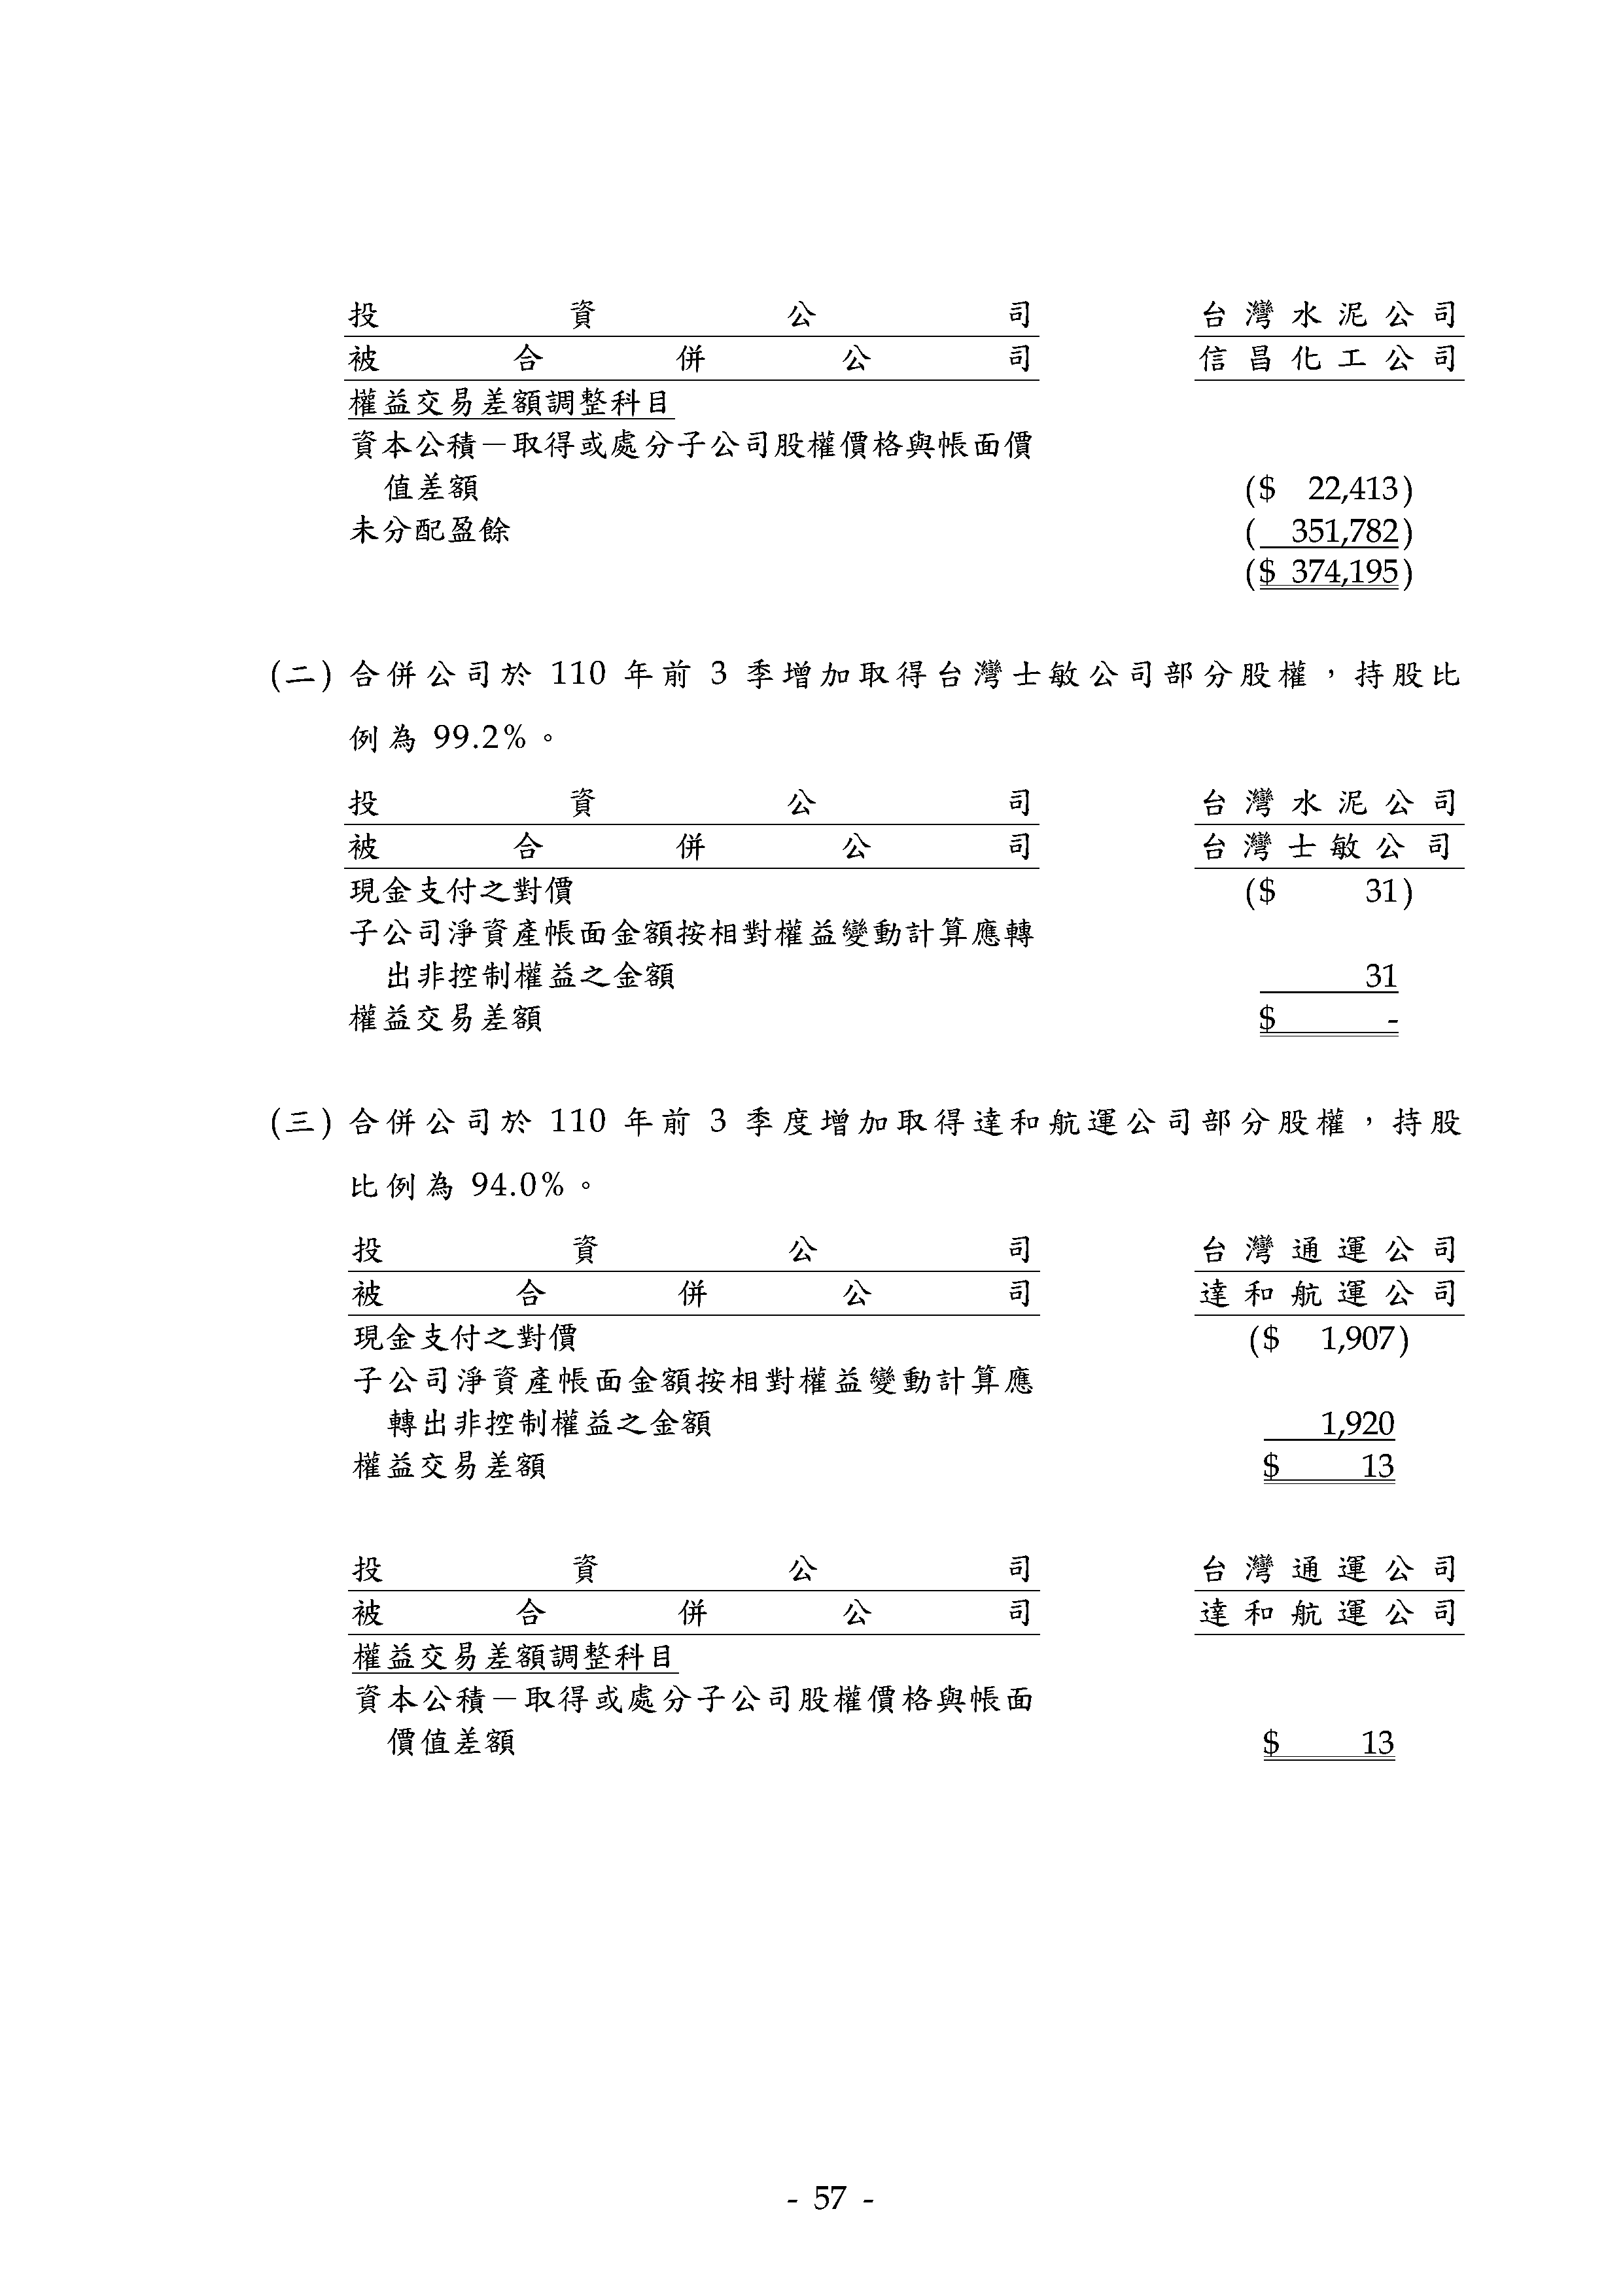 投資公司 台灣水泥公司
被合併公司 信昌化工公司
權益交易差額調整科目
資本公積－取得或處分子公司股權價格與帳面價
值差額 ($ 22,413)
未分配盈餘 ( 351,782)
($ 374,195)
(二) 合併公司於 110 年前 3 季增加取得台灣士敏公司部分股權，持股比
例為 99.2%。
投資公司 台灣水泥公司
被合併公司 台灣士敏公司
現金支付之對價 ($ 31)
子公司淨資產帳面金額按相對權益變動計算應轉
出非控制權益之金額 31
權益交易差額 $ -
(三) 合併公司於 110 年前 3 季度增加取得達和航運公司部分股權，持股
比例為 94.0%。
投資公司 台灣通運公司
被合併公司 達和航運公司
現金支付之對價 ($ 1,907)
子公司淨資產帳面金額按相對權益變動計算應
轉出非控制權益之金額 1,920
權益交易差額 $ 13
投資公司 台灣通運公司
被合併公司 達和航運公司
權益交易差額調整科目
資本公積－取得或處分子公司股權價格與帳面
價值差額 $ 13
- 57 -